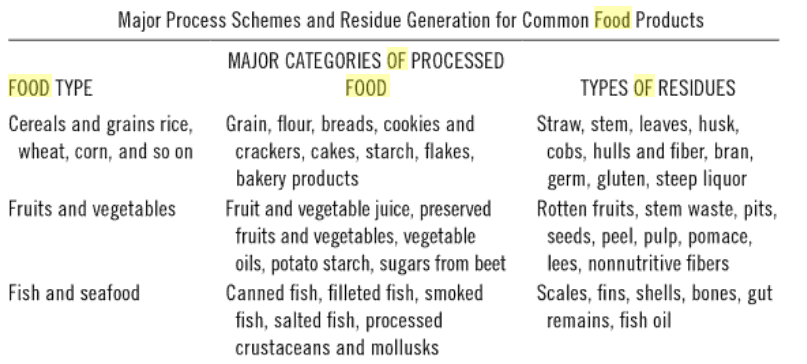 Major Process Schemes and Residue Generation for Common Food Products
MAJOR CATEGORIES OF PROCESSED
FOOD TYPE FOOD TYPES OF RESIDUES
Cereals and grains rice, Grain, flour, breads, cookies and Straw, stem, leaves, husk,
wheat, corn, and so on crackers, cakes, starch, flakes, cobs, hulls and fiber, bran,
bakery products germ, gluten, steep liquor
Fruits and vegetables Fruit and vegetable juice, preserved Rotten fruits, stem waste, pits,
fruits and vegetables, vegetable seeds, peel, pulp, pomace,
oils, potato starch, sugars from beet lees, nonnutritive fibers
Fish and seafood Canned fish, filleted fish, smoked Scales, fins, shells, bones, gut
fish, salted fish, processed remains, fish oil
crustaceans and mollusks